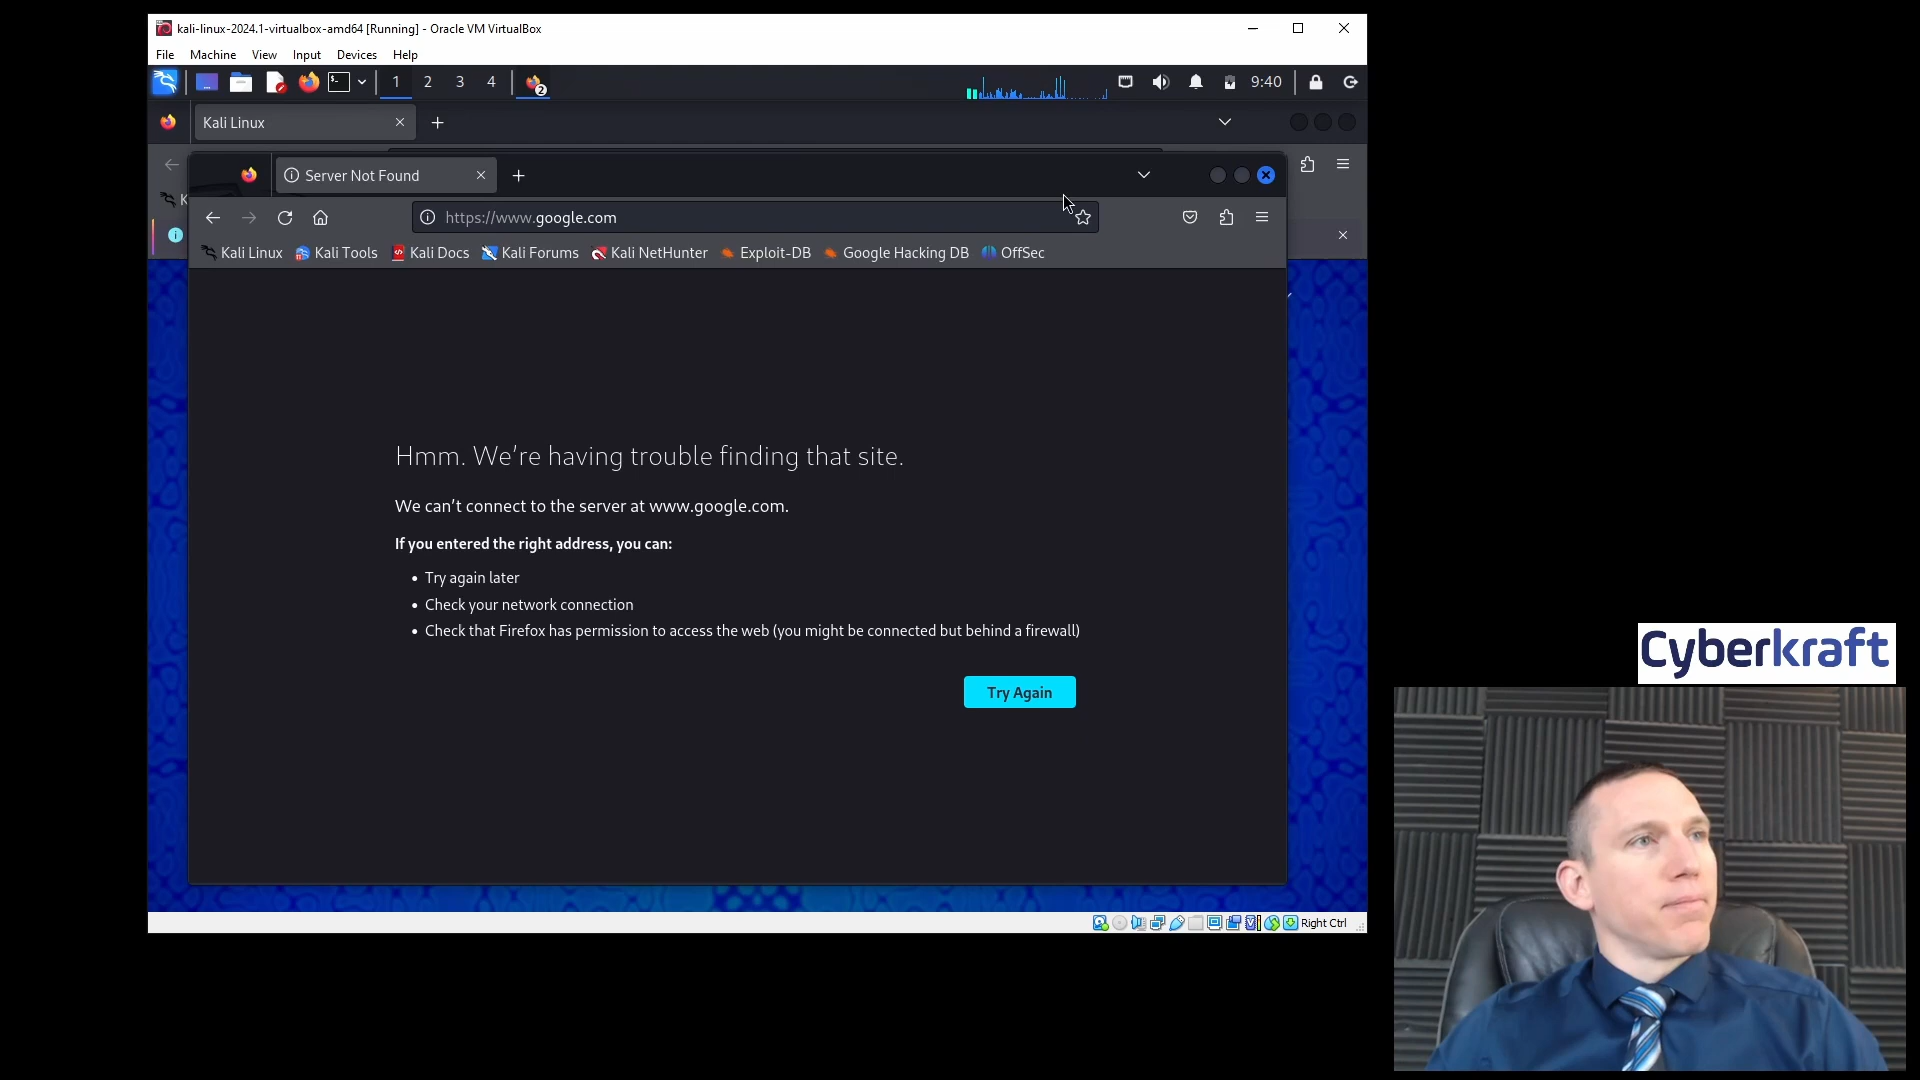 kali-linux-2024.1-virtualbox-amd64 [Running] - Oracle VM VirtualBox
File Machine View Input Devices Help
1 2 3 4 2 9:40
Kali Linux
Server Not Found
https://www.google.com
K
Kali Linux Kali Tools Kali Docs Kali Forums Kali NetHunter Exploit-DB Google Hacking DB OffSec
Hmm. We’re having trouble finding that site.
We can’t connect to the server at www.google.com.
If you entered the right address, you can:
• Try again later
• Check your network connection
• Check that Firefox has permission to access the web (you might be connected but behind a firewall)
Try Again
Cyberkraft
Right Ctrl